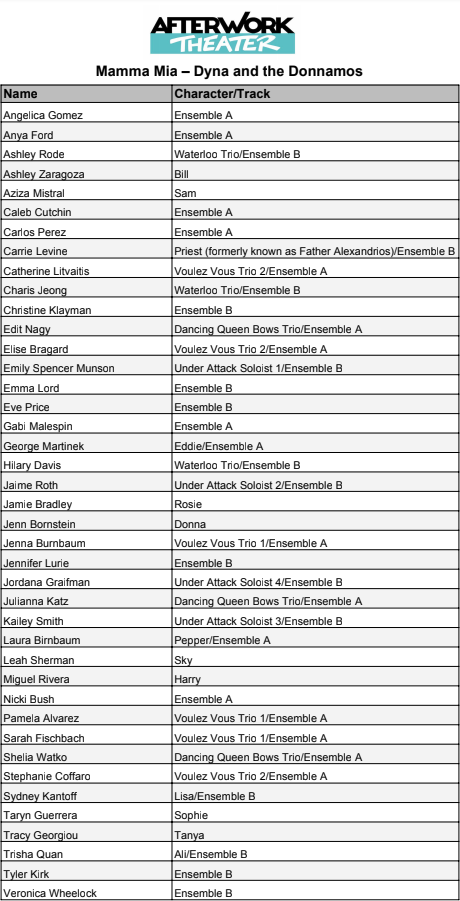 AFTERWORK
THEATER
Mamma Mia – Dyna and the Donnamos
Name Character/Track
Angelica Gomez Ensemble A
Anya Ford Ensemble A
Ashley Rode Waterloo Trio/Ensemble B
Ashley Zaragoza Bill
Aziza Mistral Sam
Caleb Cutchin Ensemble A
Carlos Perez Ensemble A
Carrie Levine Priest (formerly known as Father Alexandrios)/Ensemble B
Catherine Litvaitis Voulez Vous Trio 2/Ensemble A
Charis Jeong Waterloo Trio/Ensemble B
Christine Klayman Ensemble B
Edit Nagy Dancing Queen Bows Trio/Ensemble A
Elise Bragard Voulez Vous Trio 2/Ensemble A
Emily Spencer Munson Under Attack Soloist 1/Ensemble B
Emma Lord Ensemble B
Eve Price Ensemble B
Gabi Malespin Ensemble A
George Martinek Eddie/Ensemble A
Hilary Davis Waterloo Trio/Ensemble B
Jaime Roth Under Attack Soloist 2/Ensemble B
Jamie Bradley Rosie
Jenn Bornstein Donna
Jenna Burnbaum Voulez Vous Trio 1/Ensemble A
Jennifer Lurie Ensemble B
Jordana Graifman Under Attack Soloist 4/Ensemble B
Julianna Katz Dancing Queen Bows Trio/Ensemble A
Kailey Smith Under Attack Soloist 3/Ensemble B
Laura Birnbaum Pepper/Ensemble A
Leah Sherman Sky
Miguel Rivera Harry
Nicki Bush Ensemble A
Pamela Alvarez Voulez Vous Trio 1/Ensemble A
Sarah Fischbach Voulez Vous Trio 1/Ensemble A
Shelia Watko Dancing Queen Bows Trio/Ensemble A
Stephanie Coffaro Voulez Vous Trio 2/Ensemble A
Sydney Kantoff Lisa/Ensemble B
Taryn Guerrera Sophie
Tracy Georgiou Tanya
Trisha Quan Ali/Ensemble B
Tyler Kirk Ensemble B
Veronica Wheelock Ensemble B